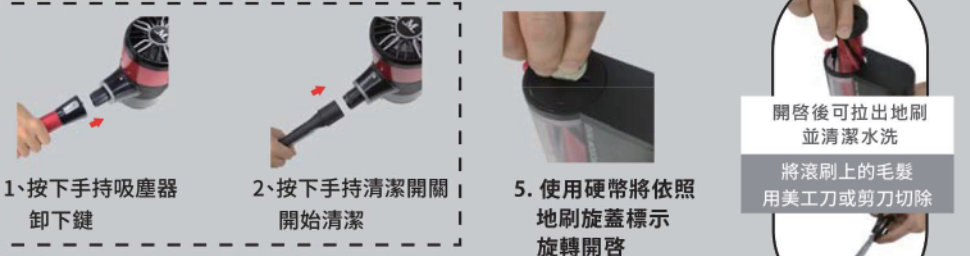 1、按下手持吸塵器
卸下鍵
2、按下手持清潔開關
開始清潔
5. 使用硬幣將依照
地刷旋蓋標示
旋轉開啓
開啓後可拉出地刷
並清潔水洗
將滾刷上的毛髮
用美工刀或剪刀切除